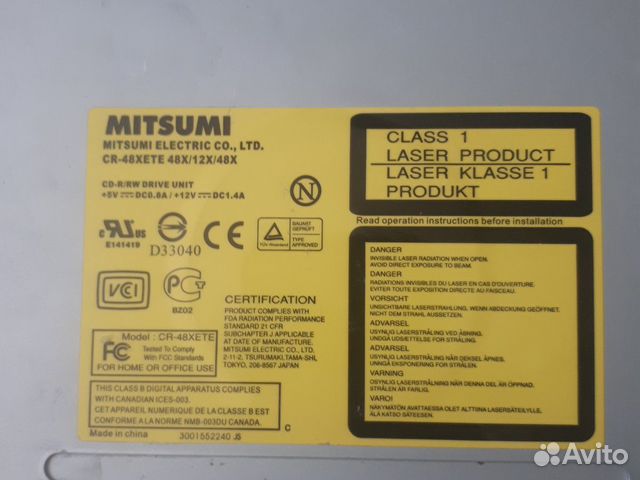 MITSUMI
MITSUMI ELECTRIC CO., LTD.
CR-48XETE 48X/12X/48X
CD-R/RW DRIVE UNIT
+5V DC0.8A / +12V DC1.4A
N
c RU us
E141419
D33040
CE
TÜV Rheinland
BAUART
GEPRÜFT
TYPE
APPROVED
VCI
BZ02
CERTIFICATION
PRODUCT COMPLIES WITH
FDA RADIATION PERFORMANCE
STANDARD 21 CFR
SUBCHAPTER J APPLICABLE
AT DATE OF MANUFACTURE.
MITSUMI ELECTRIC CO., LTD.
2-11-2, TSURUMAKI,TAMA-SHI,
TOKYO, 206-8567 JAPAN
Model: CR-48XETE
FC Tested To Comply
With FCC Standards
FOR HOME OR OFFICE USE
THIS CLASS B DIGITAL APPARATUS COMPLIES
WITH CANADIAN ICES-003.
CET APPAREIL NUMERIQUE DE LA CLASSE B EST
CONFORME A LA NORME NMB-003DU CANADA.
C
Made in china
3001552240 JS
CLASS 1
LASER PRODUCT
LASER KLASSE 1
PRODUKT
Read operation instructions before installation
DANGER
INVISIBLE LASER RADIATION WHEN OPEN.
AVOID DIRECT EXPOSURE TO BEAM.
DANGER
RADIATIONS INVISIBLES DU LASER EN CAS D'OUVERTURE.
EVITER TOUTE EXPOSITION DIRECTE AU FAISCEAU.
VORSICHT
UNSICHTBARE LASERSTRAHLUNG, WENN ABDECKUNG GEÖFFNET.
NICHT DEM STRAHL AUSSETZEN.
ADVARSEL
USYNLIG LASERSTRÅLING VED ÅBNING.
UNDGÅ UDSÆTTELSE FOR STRÅLING.
ADVARSEL
USYNLIG LASERSTRÅLING NÅR DEKSEL ÅPNES.
UNNGÅ EKSPONERING FOR STRÅLEN.
VARNING
OSYNLIG LASERSTRÅLNING NÄR DENNA DEL ÄR ÖPPNAD.
STRÅLEN ÄR FARLIG.
VAROI
NÄKYMÄTÖN AVATTAESSA OLET ALTTIINA LASERSÄTEILYLLE.
ÄLÄ KATSO SÄTEESEEN.
Avito